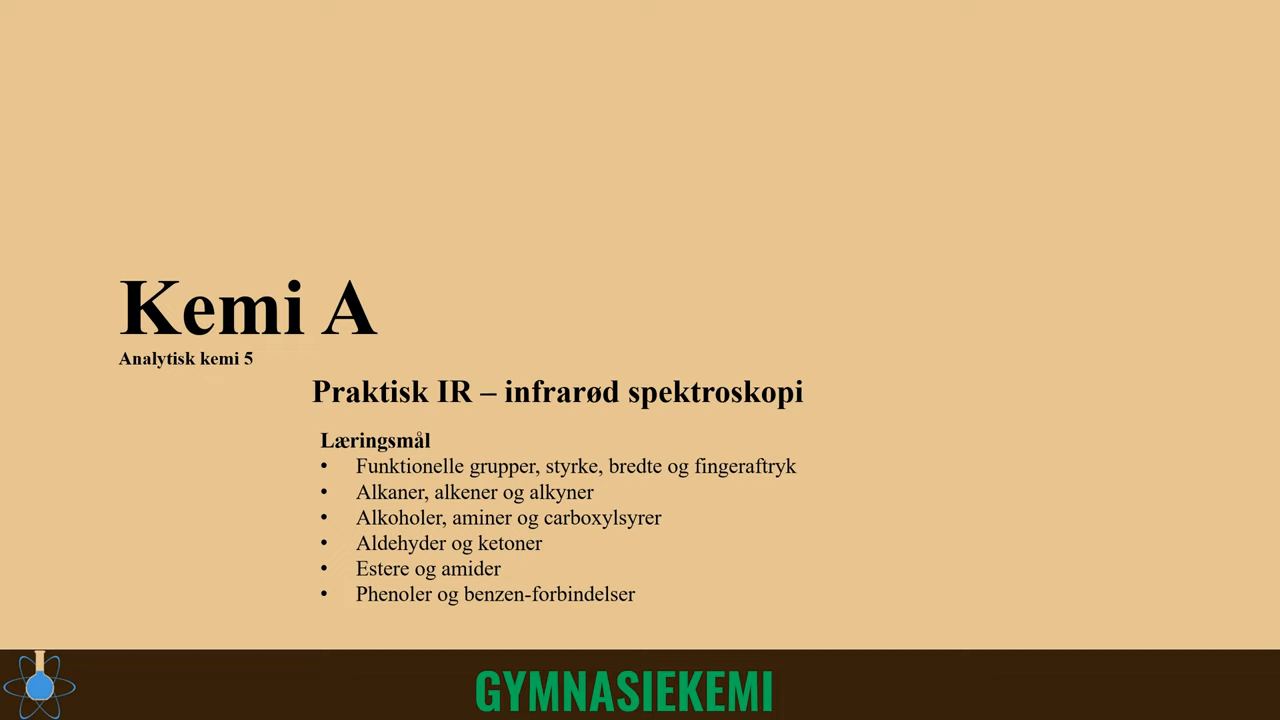 Kemi A
Analytisk kemi 5
Praktisk IR – infrarød spektroskopi
Læringsmål
• Funktionelle grupper, styrke, bredte og fingeraftryk
• Alkaner, alkener og alkyner
• Alkoholer, aminer og carboxylsyrer
• Aldehyder og ketoner
• Estere og amider
• Phenoler og benzen-forbindelser
GYMNASIEKEMI